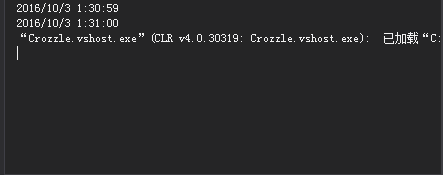 2016/10/3 1:30:59
2016/10/3 1:31:00
“Crozzle.vshost.exe”(CLR v4.0.30319: Crozzle.vshost.exe): 已加载“C: